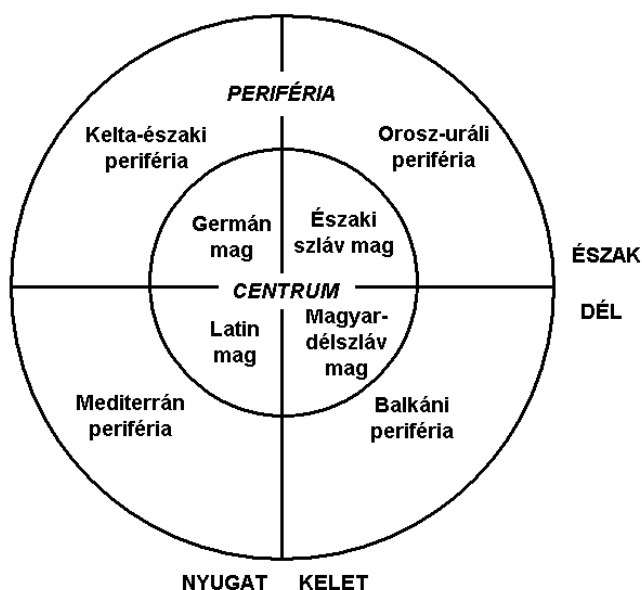 PERIFÉRIA
Kelta-északi
periféria
Orosz-uráli
periféria
Germán
mag
Északi
szláv mag
ÉSZAK
CENTRUM
DÉL
Latin
mag
Magyar-
délszláv
mag
Mediterrán
periféria
Balkáni
periféria
NYUGAT KELET